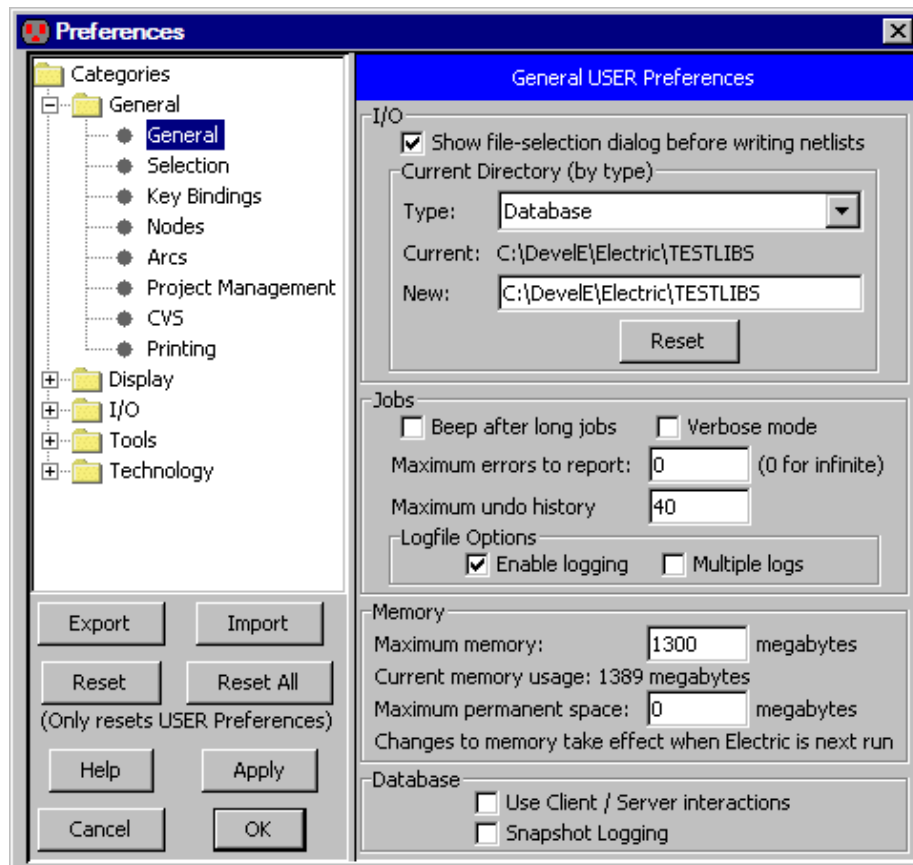 Preferences
Categories
General
General
Selection
Key Bindings
Nodes
Arcs
Project Management
CVS
Printing
Display
I/O
Tools
Technology
Export Import
Reset Reset All
(Only resets USER Preferences)
Help Apply
Cancel OK
General USER Preferences
I/O
Show file-selection dialog before writing netlists
Current Directory (by type)
Type: Database
Current: C:\DevelE\Electric\TESTLIBS
New: C:\DevelE\Electric\TESTLIBS
Reset
Jobs
Beep after long jobs Verbose mode
Maximum errors to report: 0 (0 for infinite)
Maximum undo history 40
Logfile Options
Enable logging Multiple logs
Memory
Maximum memory: 1300 megabytes
Current memory usage: 1389 megabytes
Maximum permanent space: 0 megabytes
Changes to memory take effect when Electric is next run
Database
Use Client / Server interactions
Snapshot Logging